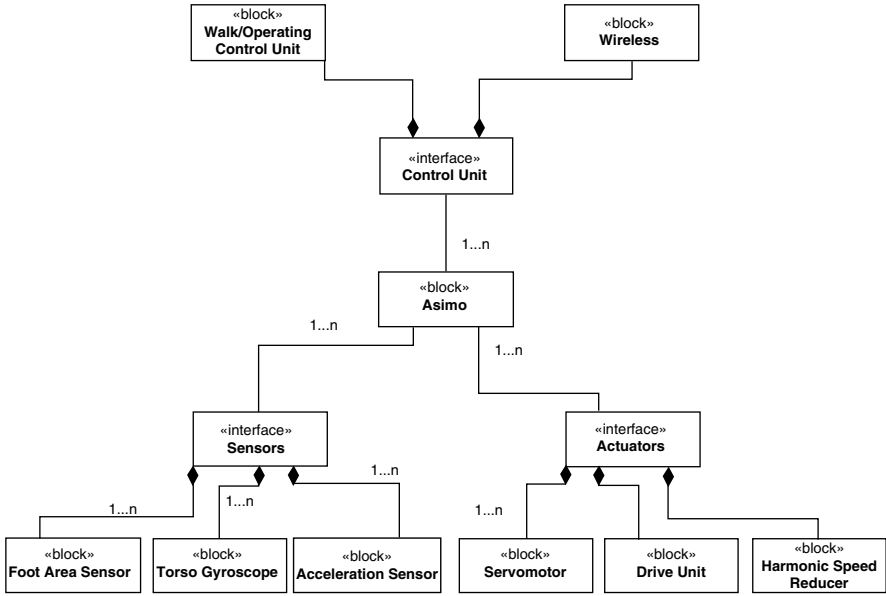 «block»
Walk/Operating
Control Unit
«block»
Wireless
«interface»
Control Unit
1...n
«block»
Asimo
1...n
1...n
«interface»
Sensors
«interface»
Actuators
1...n
1...n
1...n
1...n
«block»
Foot Area Sensor
«block»
Torso Gyroscope
«block»
Acceleration Sensor
«block»
Servomotor
«block»
Drive Unit
«block»
Harmonic Speed
Reducer